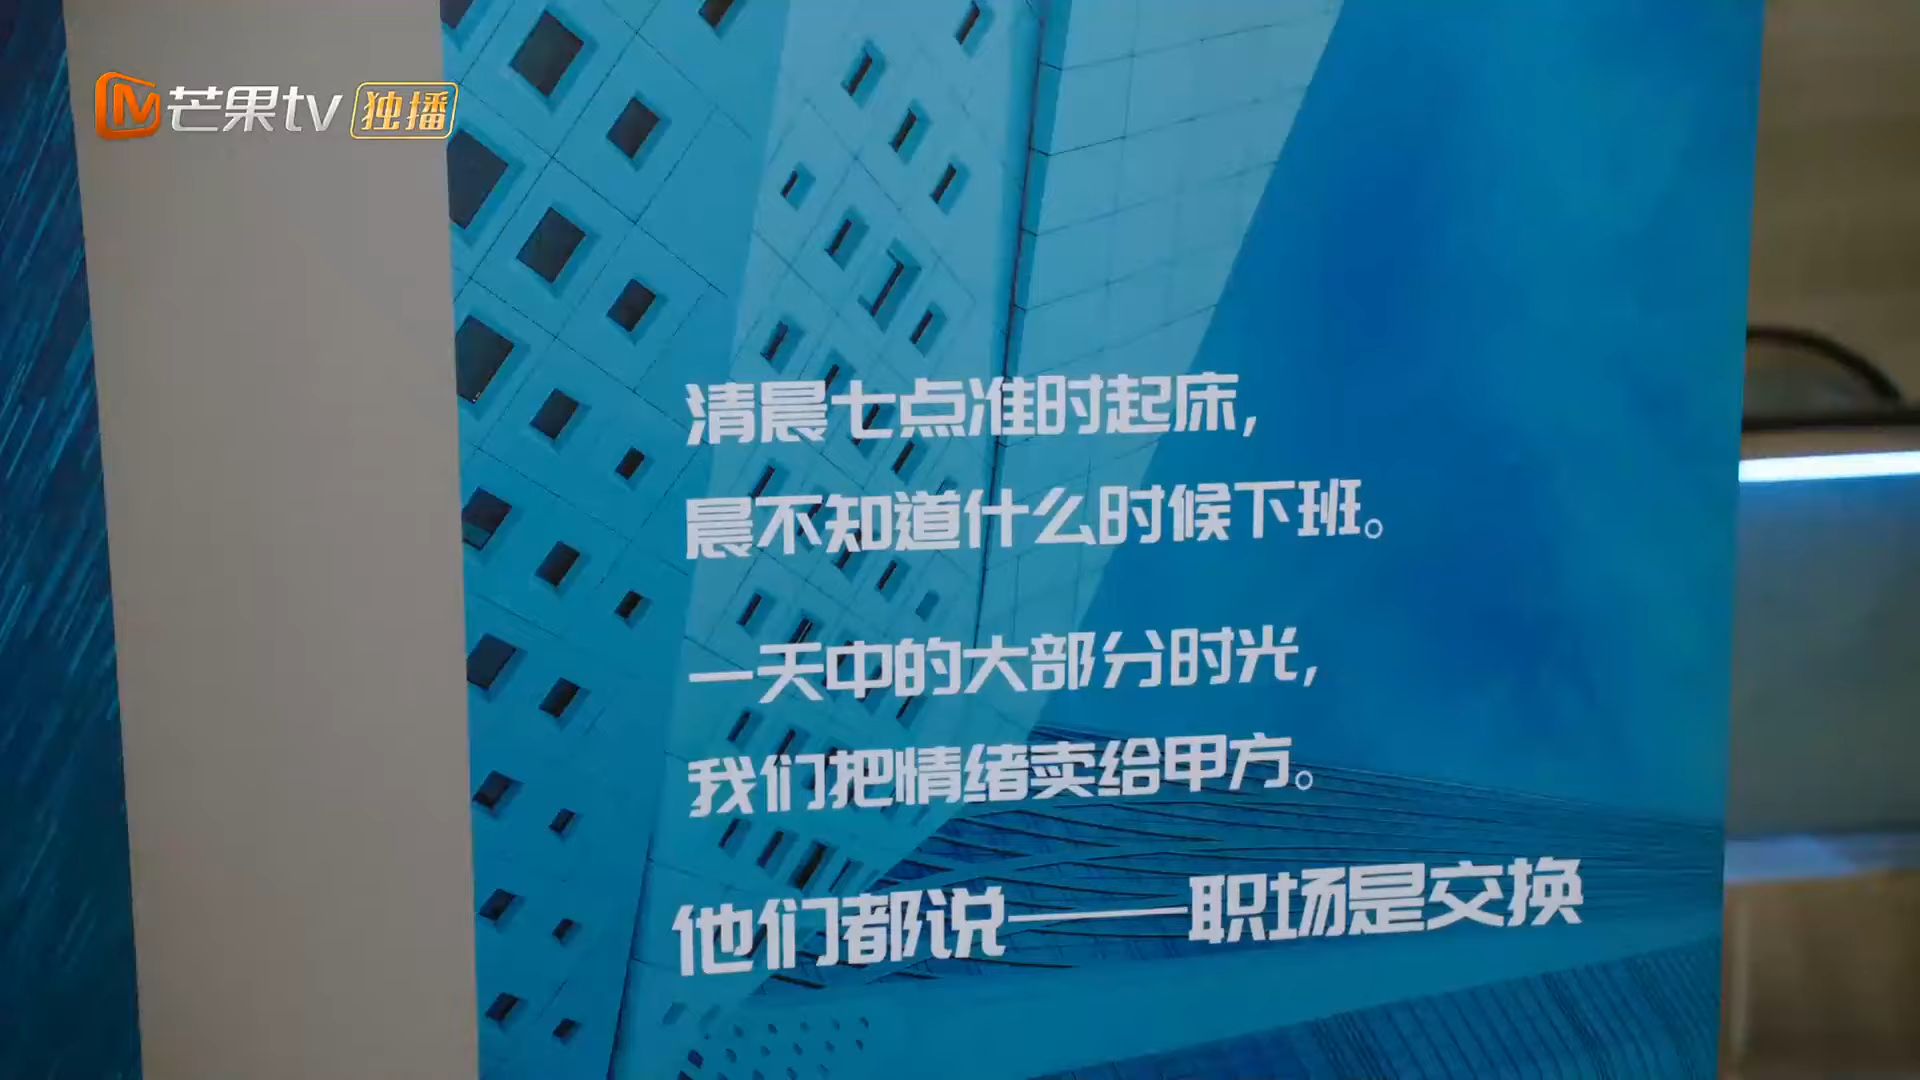 芒果tv 独播
清晨七点准时起床，
晨不知道什么时候下班。
一天中的大部分时光，
我们把情绪卖给甲方。
他们都说——职场是交换